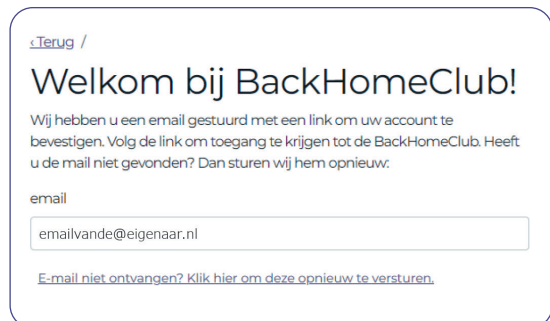 ‹ Terug /
Welkom bij BackHomeClub!
Wij hebben u een email gestuurd met een link om uw account te
bevestigen. Volg de link om toegang te krijgen tot de BackHomeClub. Heeft
u de mail niet gevonden? Dan sturen wij hem opnieuw:
email
emailvande@eigenaar.nl
E-mail niet ontvangen? Klik hier om deze opnieuw te versturen.